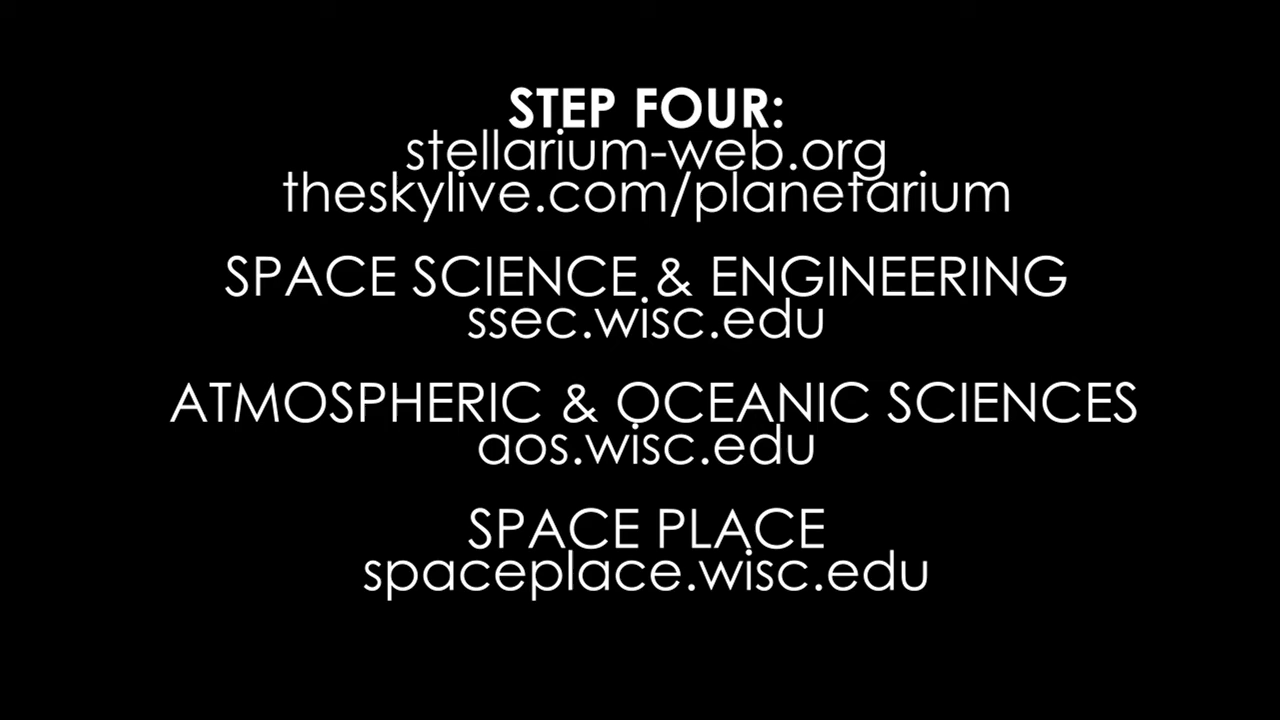 STEP FOUR:
stellarium-web.org
theskylive.com/planetarium
SPACE SCIENCE & ENGINEERING
ssec.wisc.edu
ATMOSPHERIC & OCEANIC SCIENCES
aos.wisc.edu
SPACE PLACE
spaceplace.wisc.edu